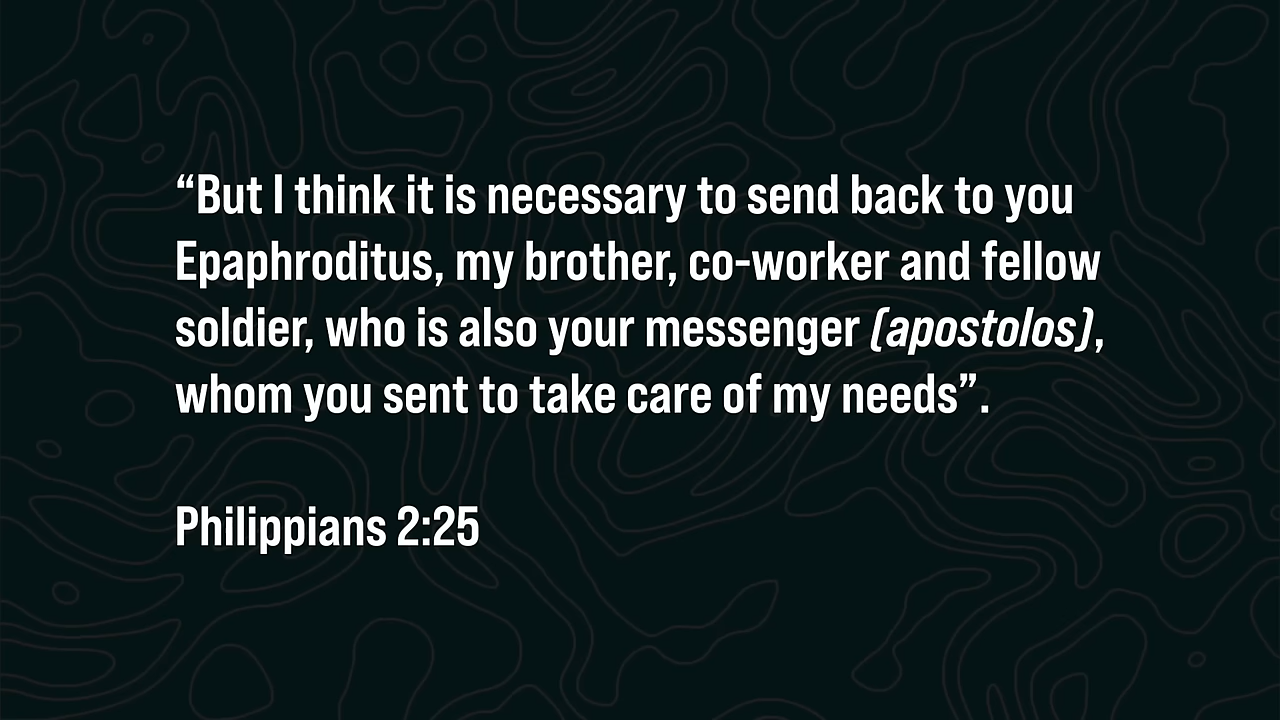 “But I think it is necessary to send back to you
Epaphroditus, my brother, co-worker and fellow
soldier, who is also your messenger (apostolos),
whom you sent to take care of my needs”.
Philippians 2:25